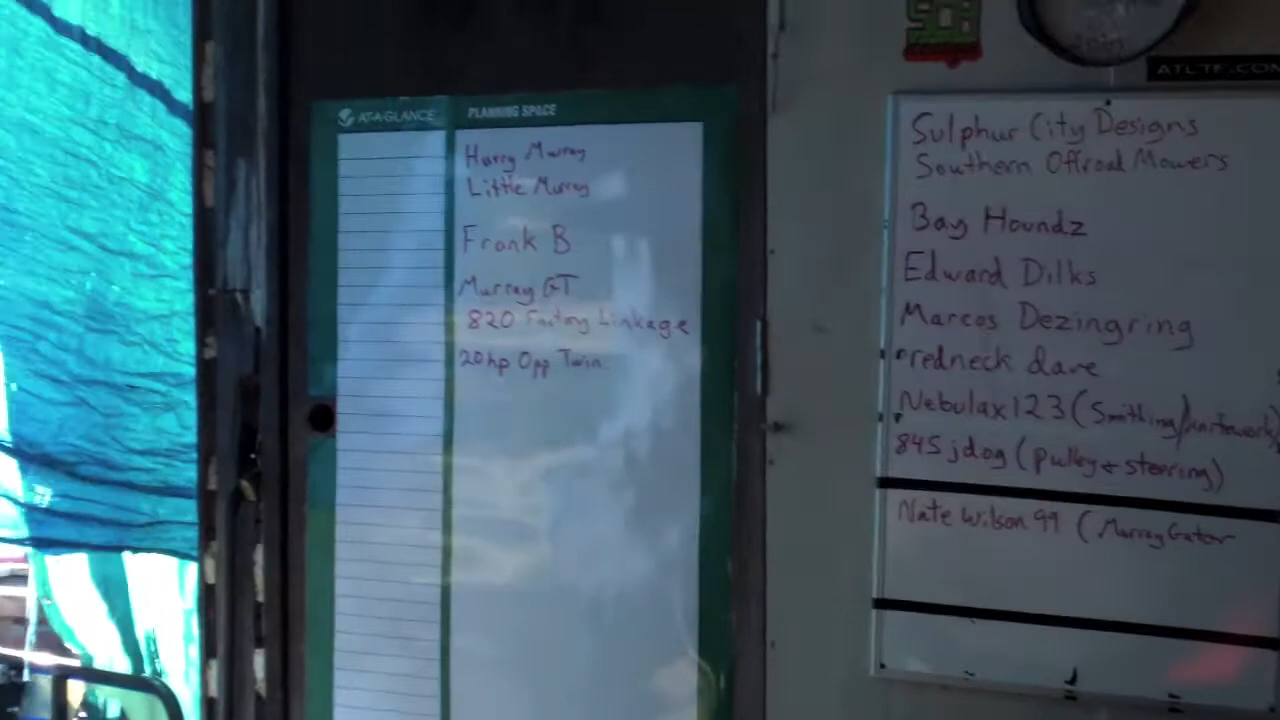 AT-A-GLANCE
PLANNING SPACE
Harry Murray
Little Murray
Frank B
Murray GT
820 Factory Linkage
20hp Opp Twin
ATLTF.COM
Sulphur City Designs
Southern Offroad Mowers
Bay Houndz
Edward Dilks
Marcos Dezingring
redneck dave
Nebulax123 (Smithing/
845 jdog (pulley & steering)
Nate Wilson 99 (Murray Gator